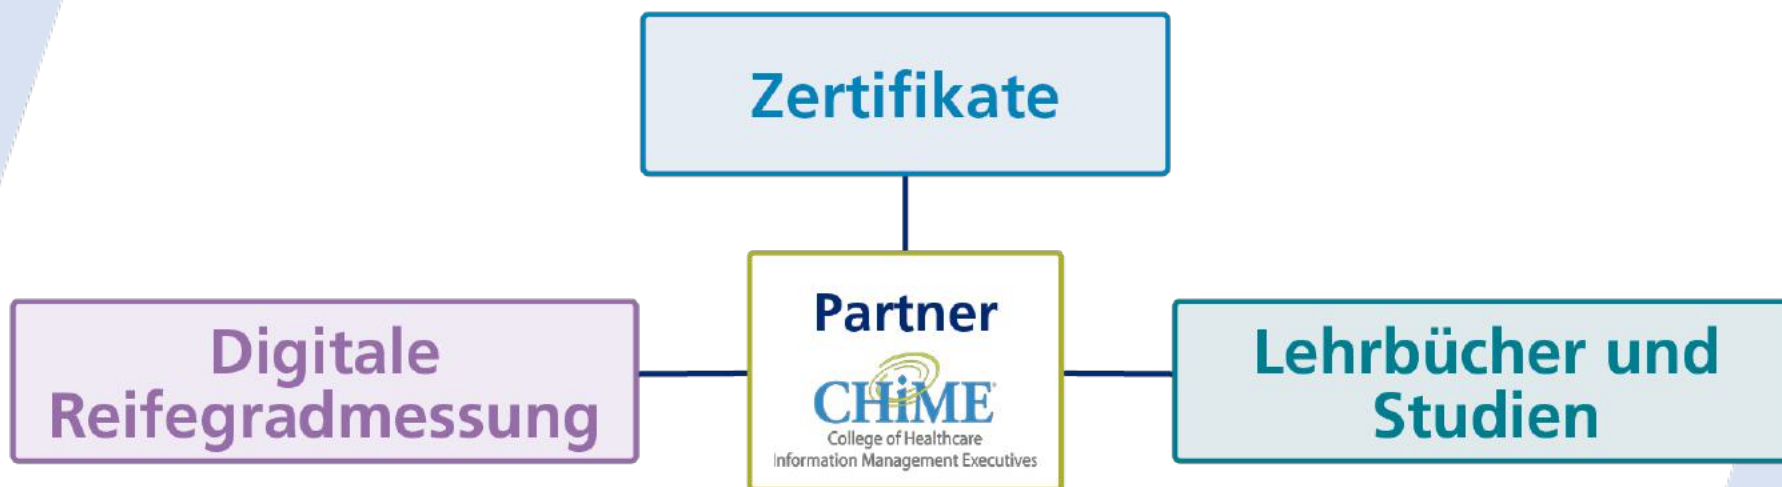 Zertifikate
Partner
CHiME
College of Healthcare
Information Management Executives
Digitale
Reifegradmessung
Lehrbücher und
Studien